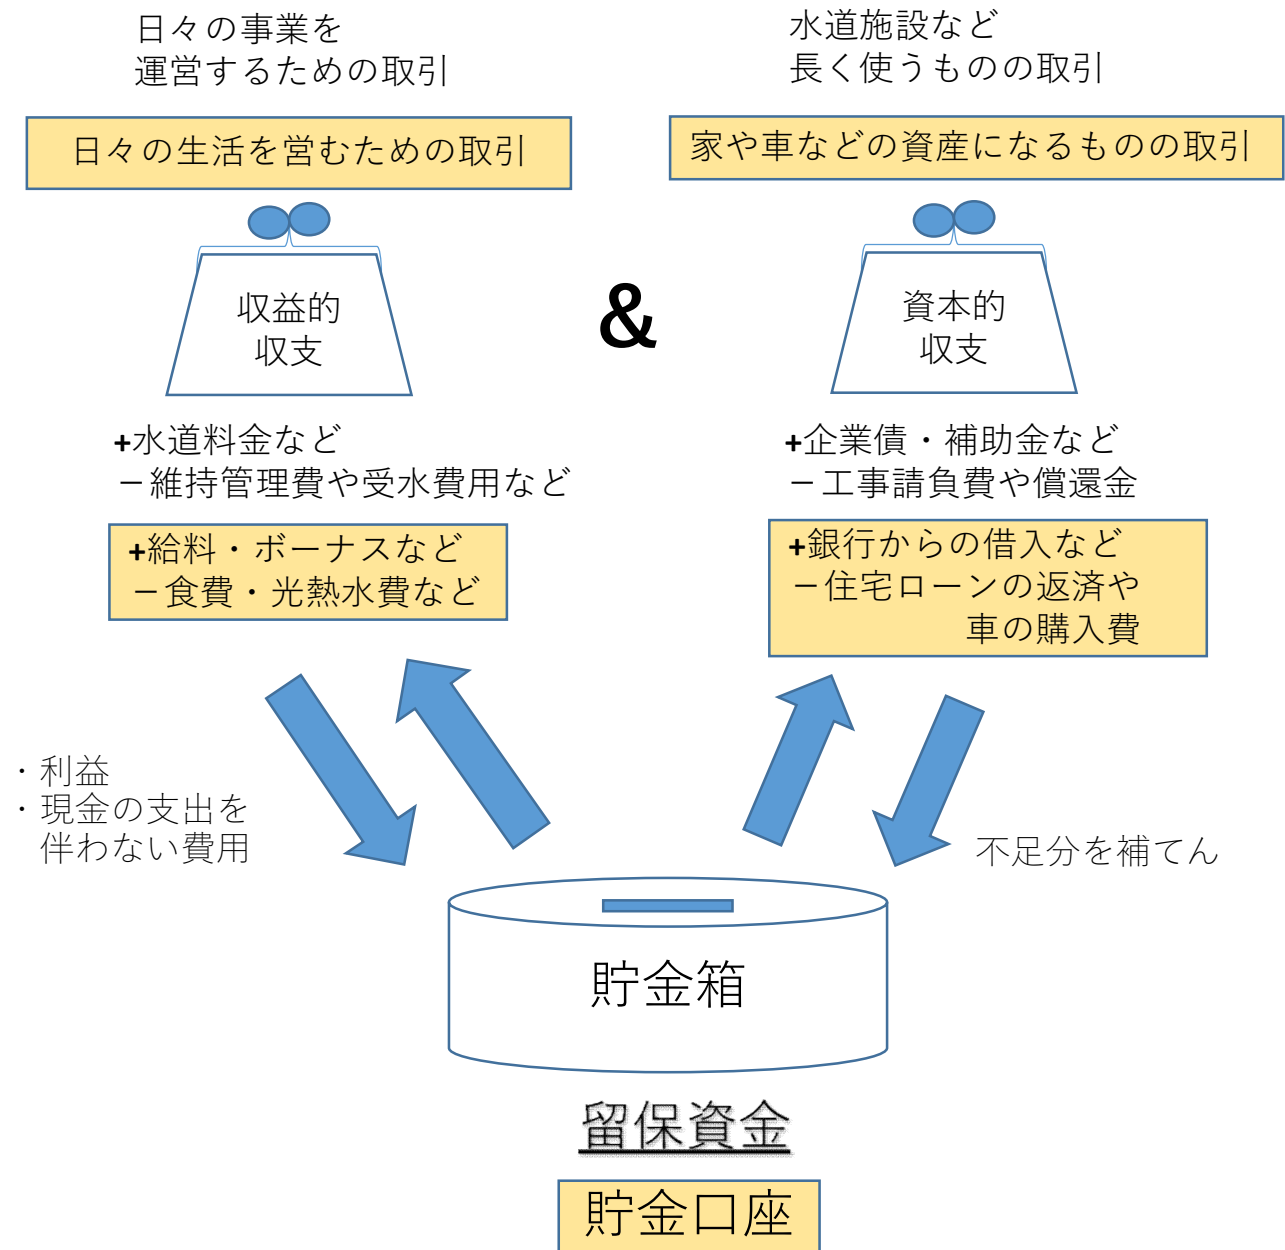 日々の事業を
運営するための取引
日々の生活を営むための取引
収益的
収支
+水道料金など
－維持管理費や受水費用など
+給料・ボーナスなど
－食費・光熱水費など
&
水道施設など
長く使うものの取引
家や車などの資産になるものの取引
資本的
収支
+企業債・補助金など
－工事請負費や償還金
+銀行からの借入など
－住宅ローンの返済や
車の購入費
・利益
・現金の支出を
伴わない費用
不足分を補てん
貯金箱
留保資金
貯金口座